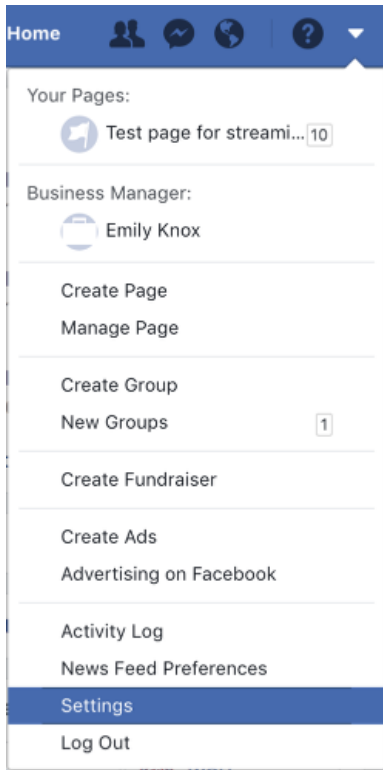 Home
Your Pages:
Test page for streami... 10
Business Manager:
Emily Knox
Create Page
Manage Page
Create Group
New Groups 1
Create Fundraiser
Create Ads
Advertising on Facebook
Activity Log
News Feed Preferences
Settings
Log Out